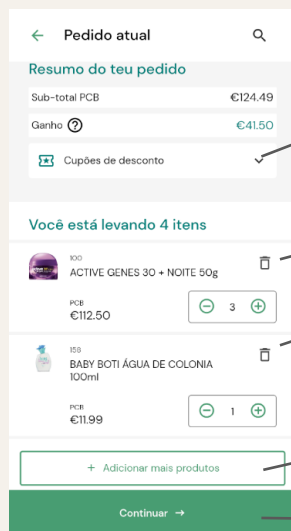 Pedido atual
Resumo do teu pedido
Sub-total PCB €124.49
Ganho ? €41.50
Cupões de desconto
Você está levando 4 itens
100
ACTIVE GENES 30 + NOITE 50g
PCB
€112.50
3
159
BABY BOTI ÁGUA DE COLONIA
100ml
PCB
€11.99
1
+ Adicionar mais produtos
Continuar →